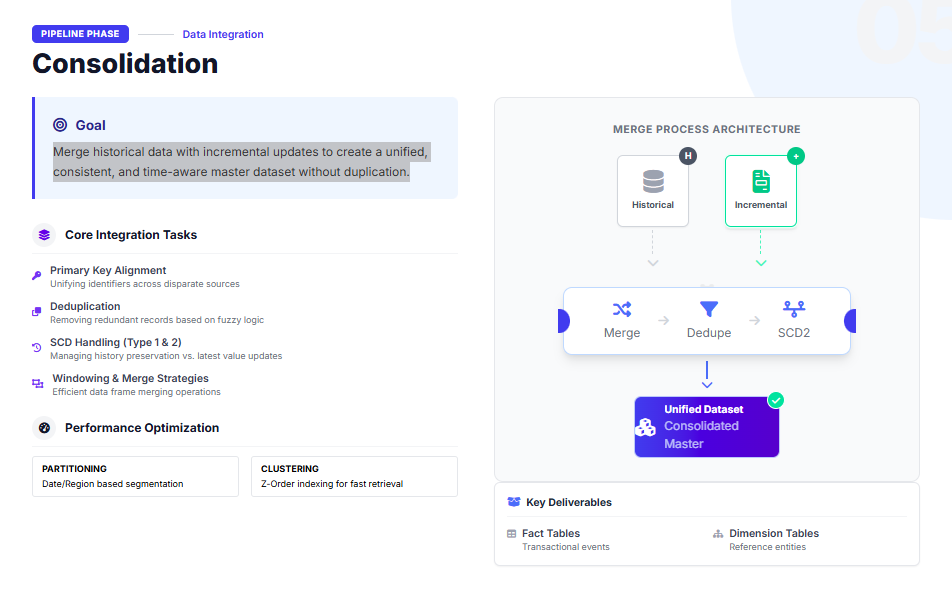 PIPELINE PHASE
Data Integration
05
Consolidation
Goal
Merge historical data with incremental updates to create a unified,
consistent, and time-aware master dataset without duplication.
Core Integration Tasks
Primary Key Alignment
Unifying identifiers across disparate sources
Deduplication
Removing redundant records based on fuzzy logic
SCD Handling (Type 1 & 2)
Managing history preservation vs. latest value updates
Windowing & Merge Strategies
Efficient data frame merging operations
Performance Optimization
PARTITIONING
Date/Region based segmentation
CLUSTERING
Z-Order indexing for fast retrieval
MERGE PROCESS ARCHITECTURE
H
+
Historical
Incremental
Merge
Dedupe
SCD2
Unified Dataset
Consolidated
Master
Key Deliverables
Fact Tables
Transactional events
Dimension Tables
Reference entities